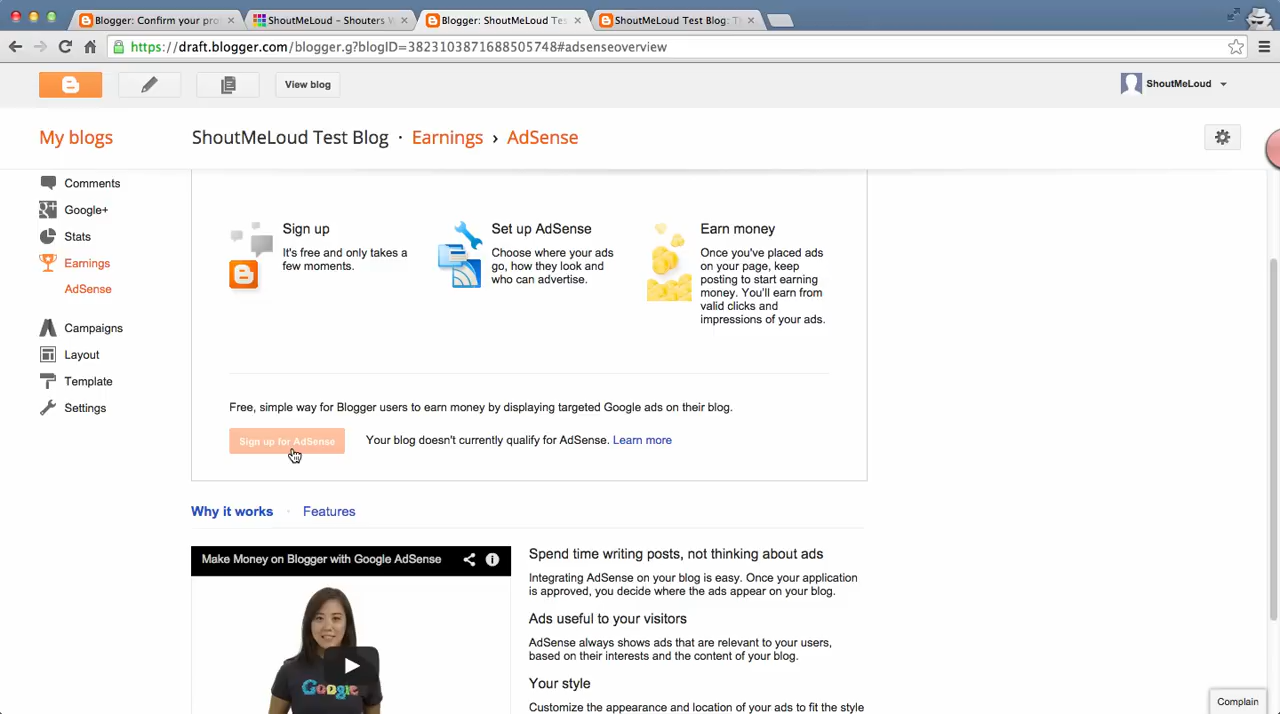 Blogger: Confirm your pro
ShoutMeLoud - Shouters W
Blogger: ShoutMeLoud Tes
ShoutMeLoud Test Blog: Th
https://draft.blogger.com/blogger.g?blogID=3823103871688505748#adsenseoverview
View blog
ShoutMeLoud
My blogs
ShoutMeLoud Test Blog · Earnings › AdSense
Comments
Google+
Stats
Earnings
AdSense
Campaigns
Layout
Template
Settings
Sign up
It's free and only takes a
few moments.
Set up AdSense
Choose where your ads
go, how they look and
who can advertise.
Earn money
Once you've placed ads
on your page, keep
posting to start earning
money. You'll earn from
valid clicks and
impressions of your ads.
Free, simple way for Blogger users to earn money by displaying targeted Google ads on their blog.
Sign up for AdSense
Your blog doesn't currently qualify for AdSense. Learn more
Why it works · Features
Make Money on Blogger with Google AdSense
Google
Spend time writing posts, not thinking about ads
Integrating AdSense on your blog is easy. Once your application
is approved, you decide where the ads appear on your blog.
Ads useful to your visitors
AdSense always shows ads that are relevant to your users,
based on their interests and the content of your blog.
Your style
Customize the appearance and location of your ads to fit the style
Complain